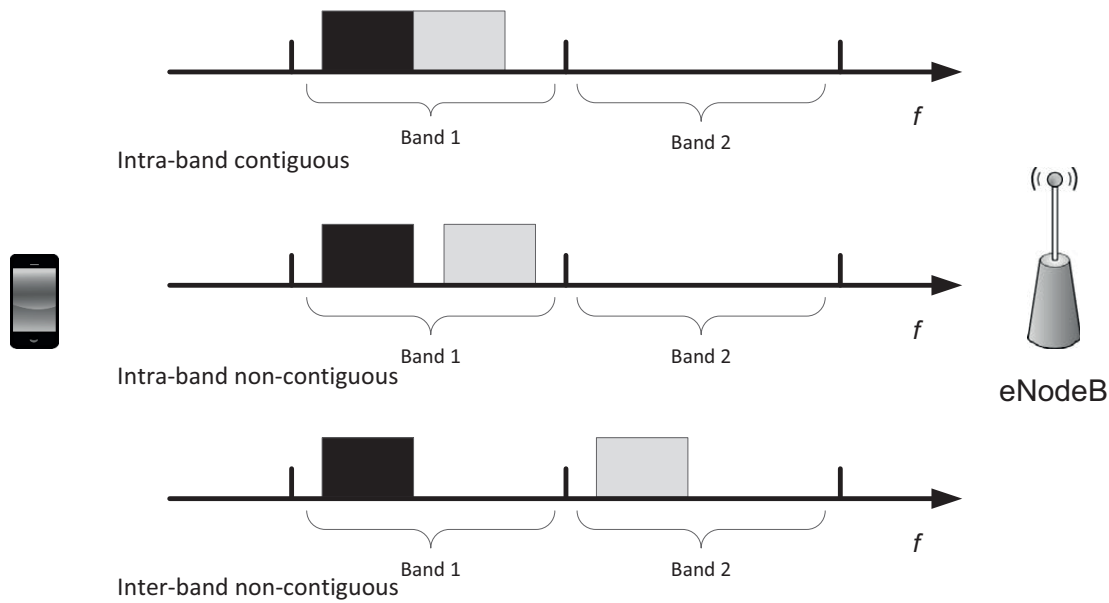 Band 1
Band 2
f
Intra-band contiguous
Band 1
Band 2
f
Intra-band non-contiguous
eNodeB
Band 1
Band 2
f
Inter-band non-contiguous